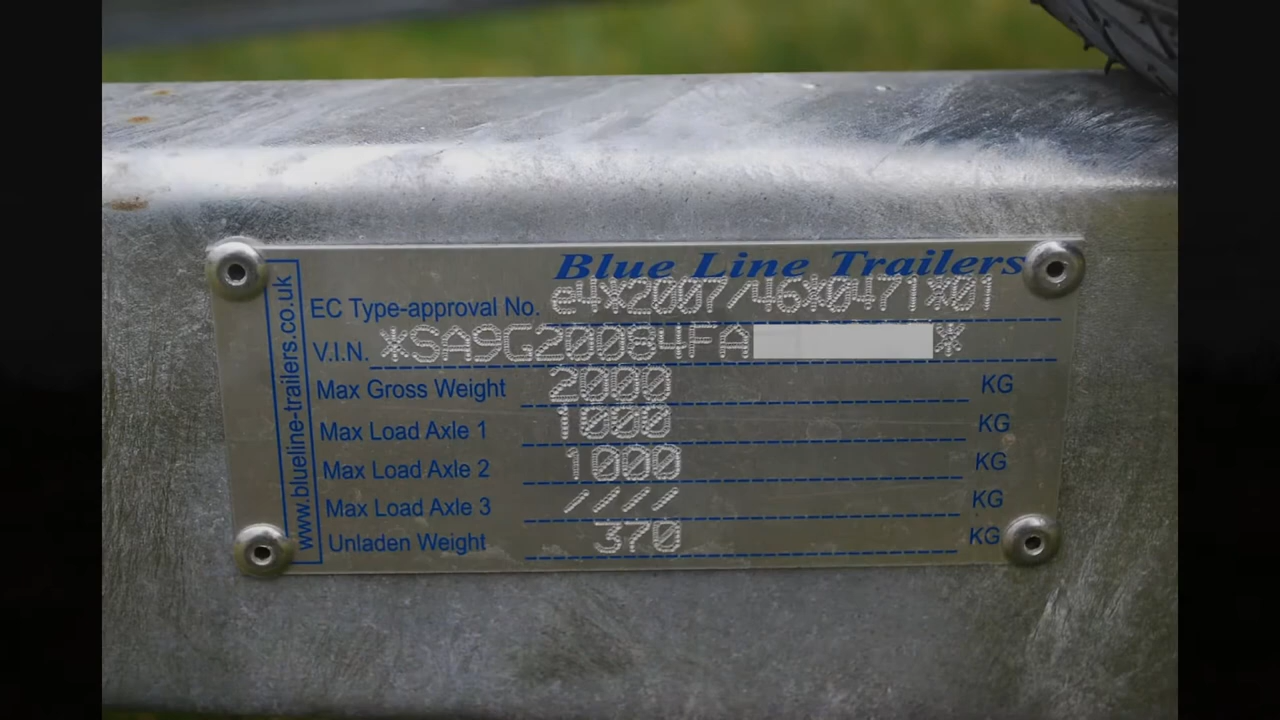 Blue Line Trailers
www.blueline-trailers.co.uk
EC Type-approval No. e4*2007/46*0471*01
V.I.N. *SA9G20084FA *
Max Gross Weight 2000 KG
Max Load Axle 1 1000 KG
Max Load Axle 2 1000 KG
Max Load Axle 3 //// KG
Unladen Weight 370 KG